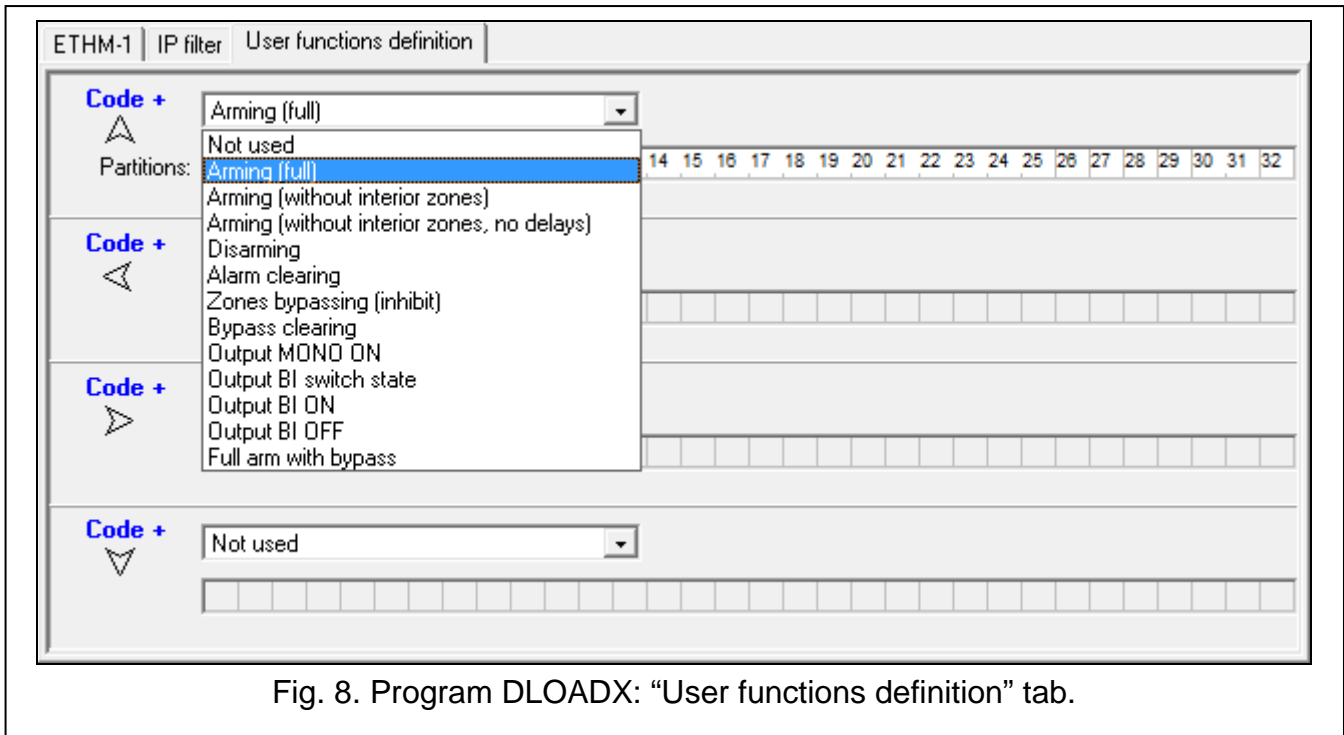 ETHM-1 IP filter User functions definition
Code +
Arming (full)
Partitions:
Not used
Arming (full)
Arming (without interior zones)
Arming (without interior zones, no delays)
Disarming
Alarm clearing
Zones bypassing (inhibit)
Bypass clearing
Output MONO ON
Output BI switch state
Output BI ON
Output BI OFF
Full arm with bypass
14 15 16 17 18 19 20 21 22 23 24 25 26 27 28 29 30 31 32
Code +
Code +
Code +
Not used
Fig. 8. Program DLOADX: “User functions definition” tab.